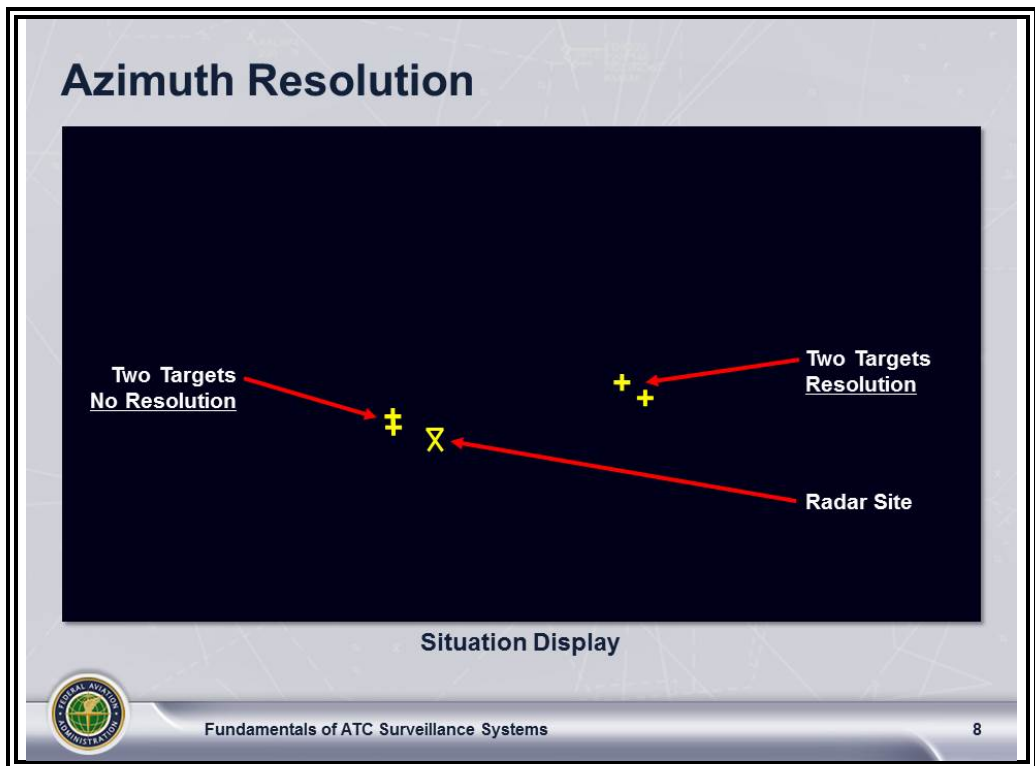 Azimuth Resolution
Two Targets
No Resolution
Two Targets
Resolution
Radar Site
Situation Display
FEDERAL AVIATION
ADMINISTRATION
Fundamentals of ATC Surveillance Systems
8